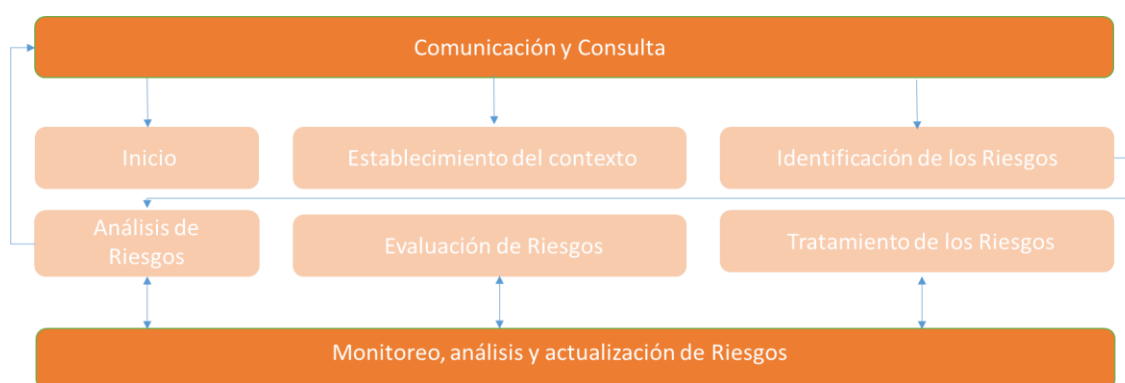 Comunicación y Consulta
Inicio
Establecimiento del contexto
Identificación de los Riesgos
Análisis de
Riesgos
Evaluación de Riesgos
Tratamiento de los Riesgos
Monitoreo, análisis y actualización de Riesgos